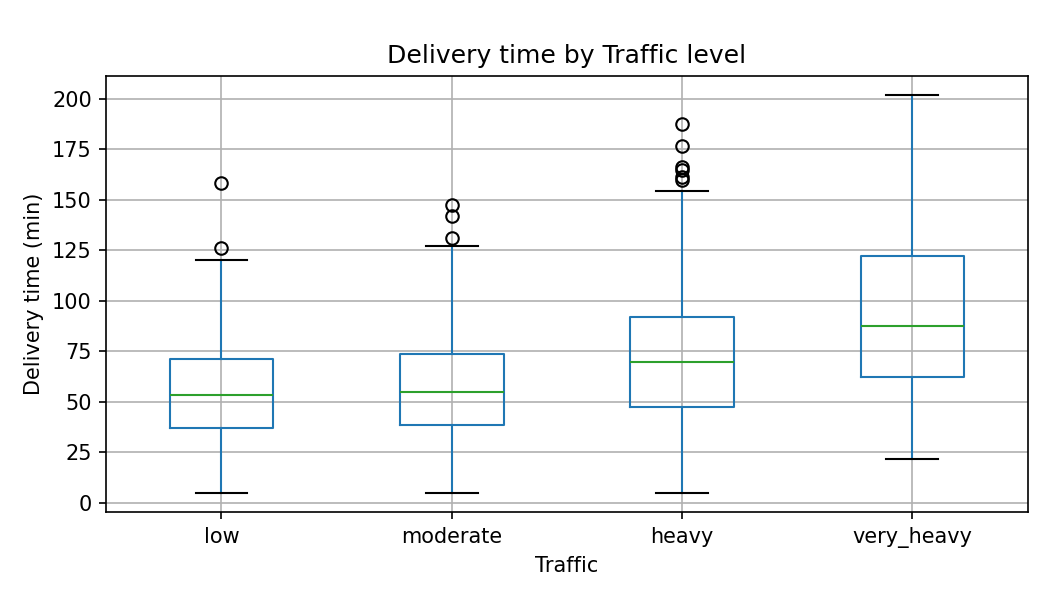 Delivery time by Traffic level
Delivery time (min)
200
175
150
125
100
75
50
25
0
low moderate heavy very_heavy
Traffic